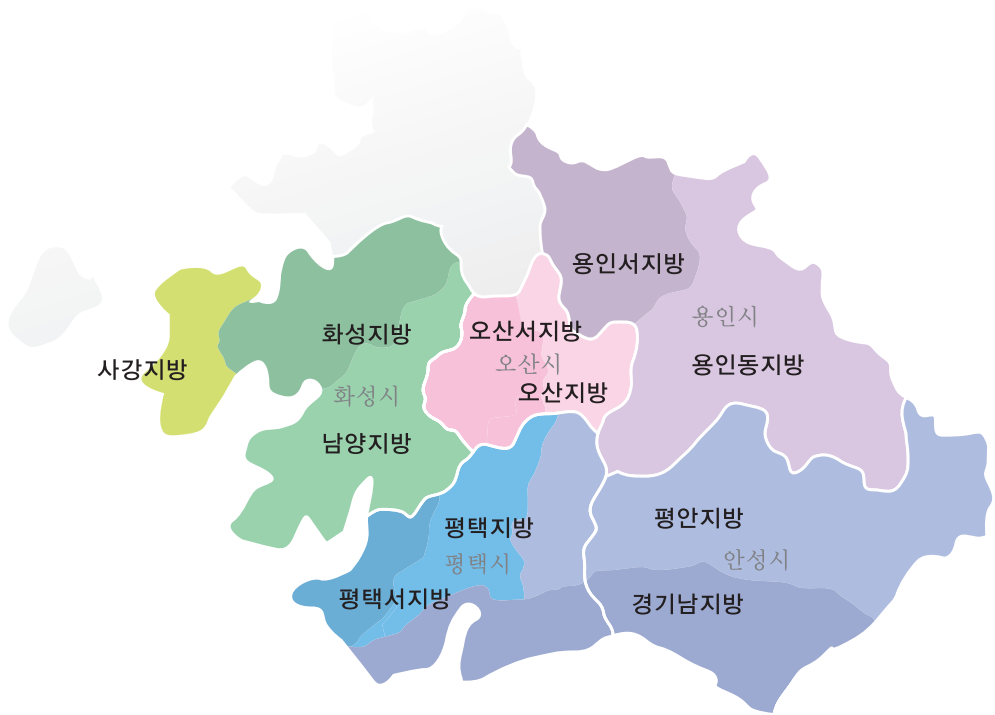 용인서지방
용인시
화성지방
오산서지방
사강지방
오산시
용인동지방
화성시
오산지방
남양지방
평택지방
평안지방
평택시
안성시
평택서지방
경기남지방